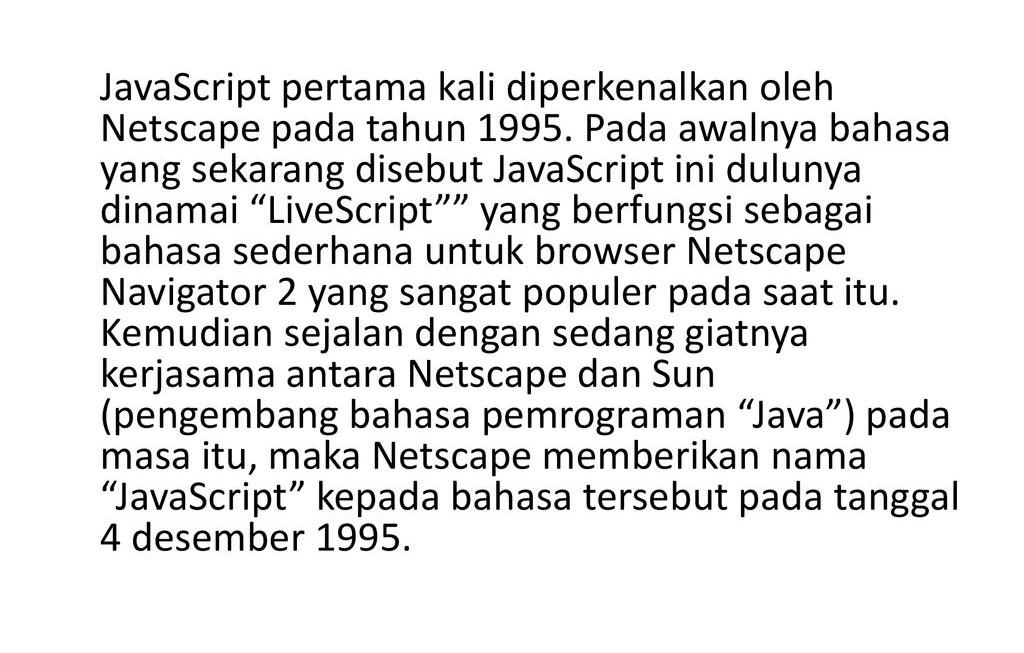 JavaScript pertama kali diperkenalkan oleh
Netscape pada tahun 1995. Pada awalnya bahasa
yang sekarang disebut JavaScript ini dulunya
dinamai “LiveScript”” yang berfungsi sebagai
bahasa sederhana untuk browser Netscape
Navigator 2 yang sangat populer pada saat itu.
Kemudian sejalan dengan sedang giatnya
kerjasama antara Netscape dan Sun
(pengembang bahasa pemrograman “Java”) pada
masa itu, maka Netscape memberikan nama
“JavaScript” kepada bahasa tersebut pada tanggal
4 desember 1995.